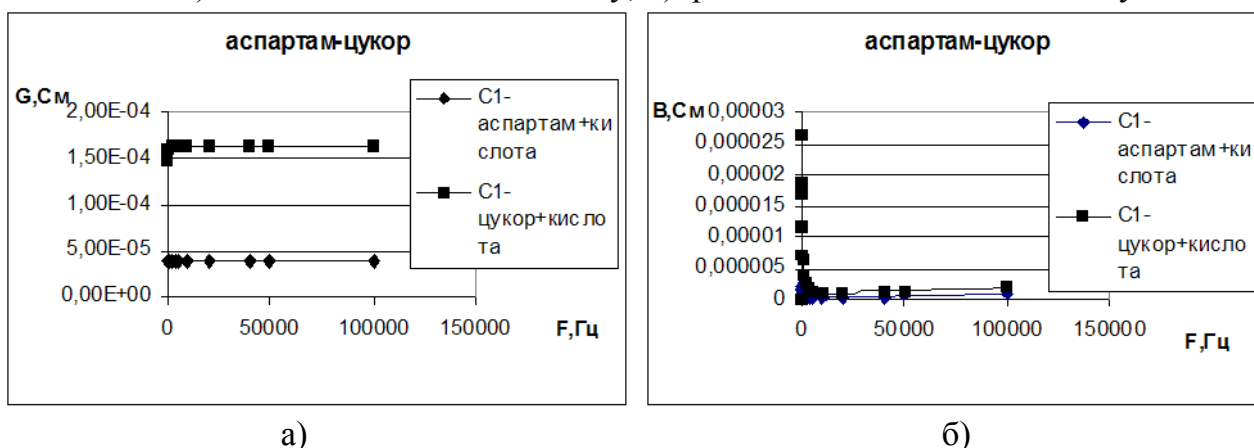 аспартам-цукор
G,См
2,00E-04
1,50E-04
1,00E-04
5,00E-05
0,00E+00
0
50000
100000
150000
F,Гц
С1-
аспартам+ки
слота
С1-
цукор+кисло
та
а)
аспартам-цукор
В,См
0,00003
0,000025
0,00002
0,000015
0,00001
0,000005
0
0
50000
100000
150000
F,Гц
С1-
аспартам+ки
слота
С1-
цукор+кисло
та
б)